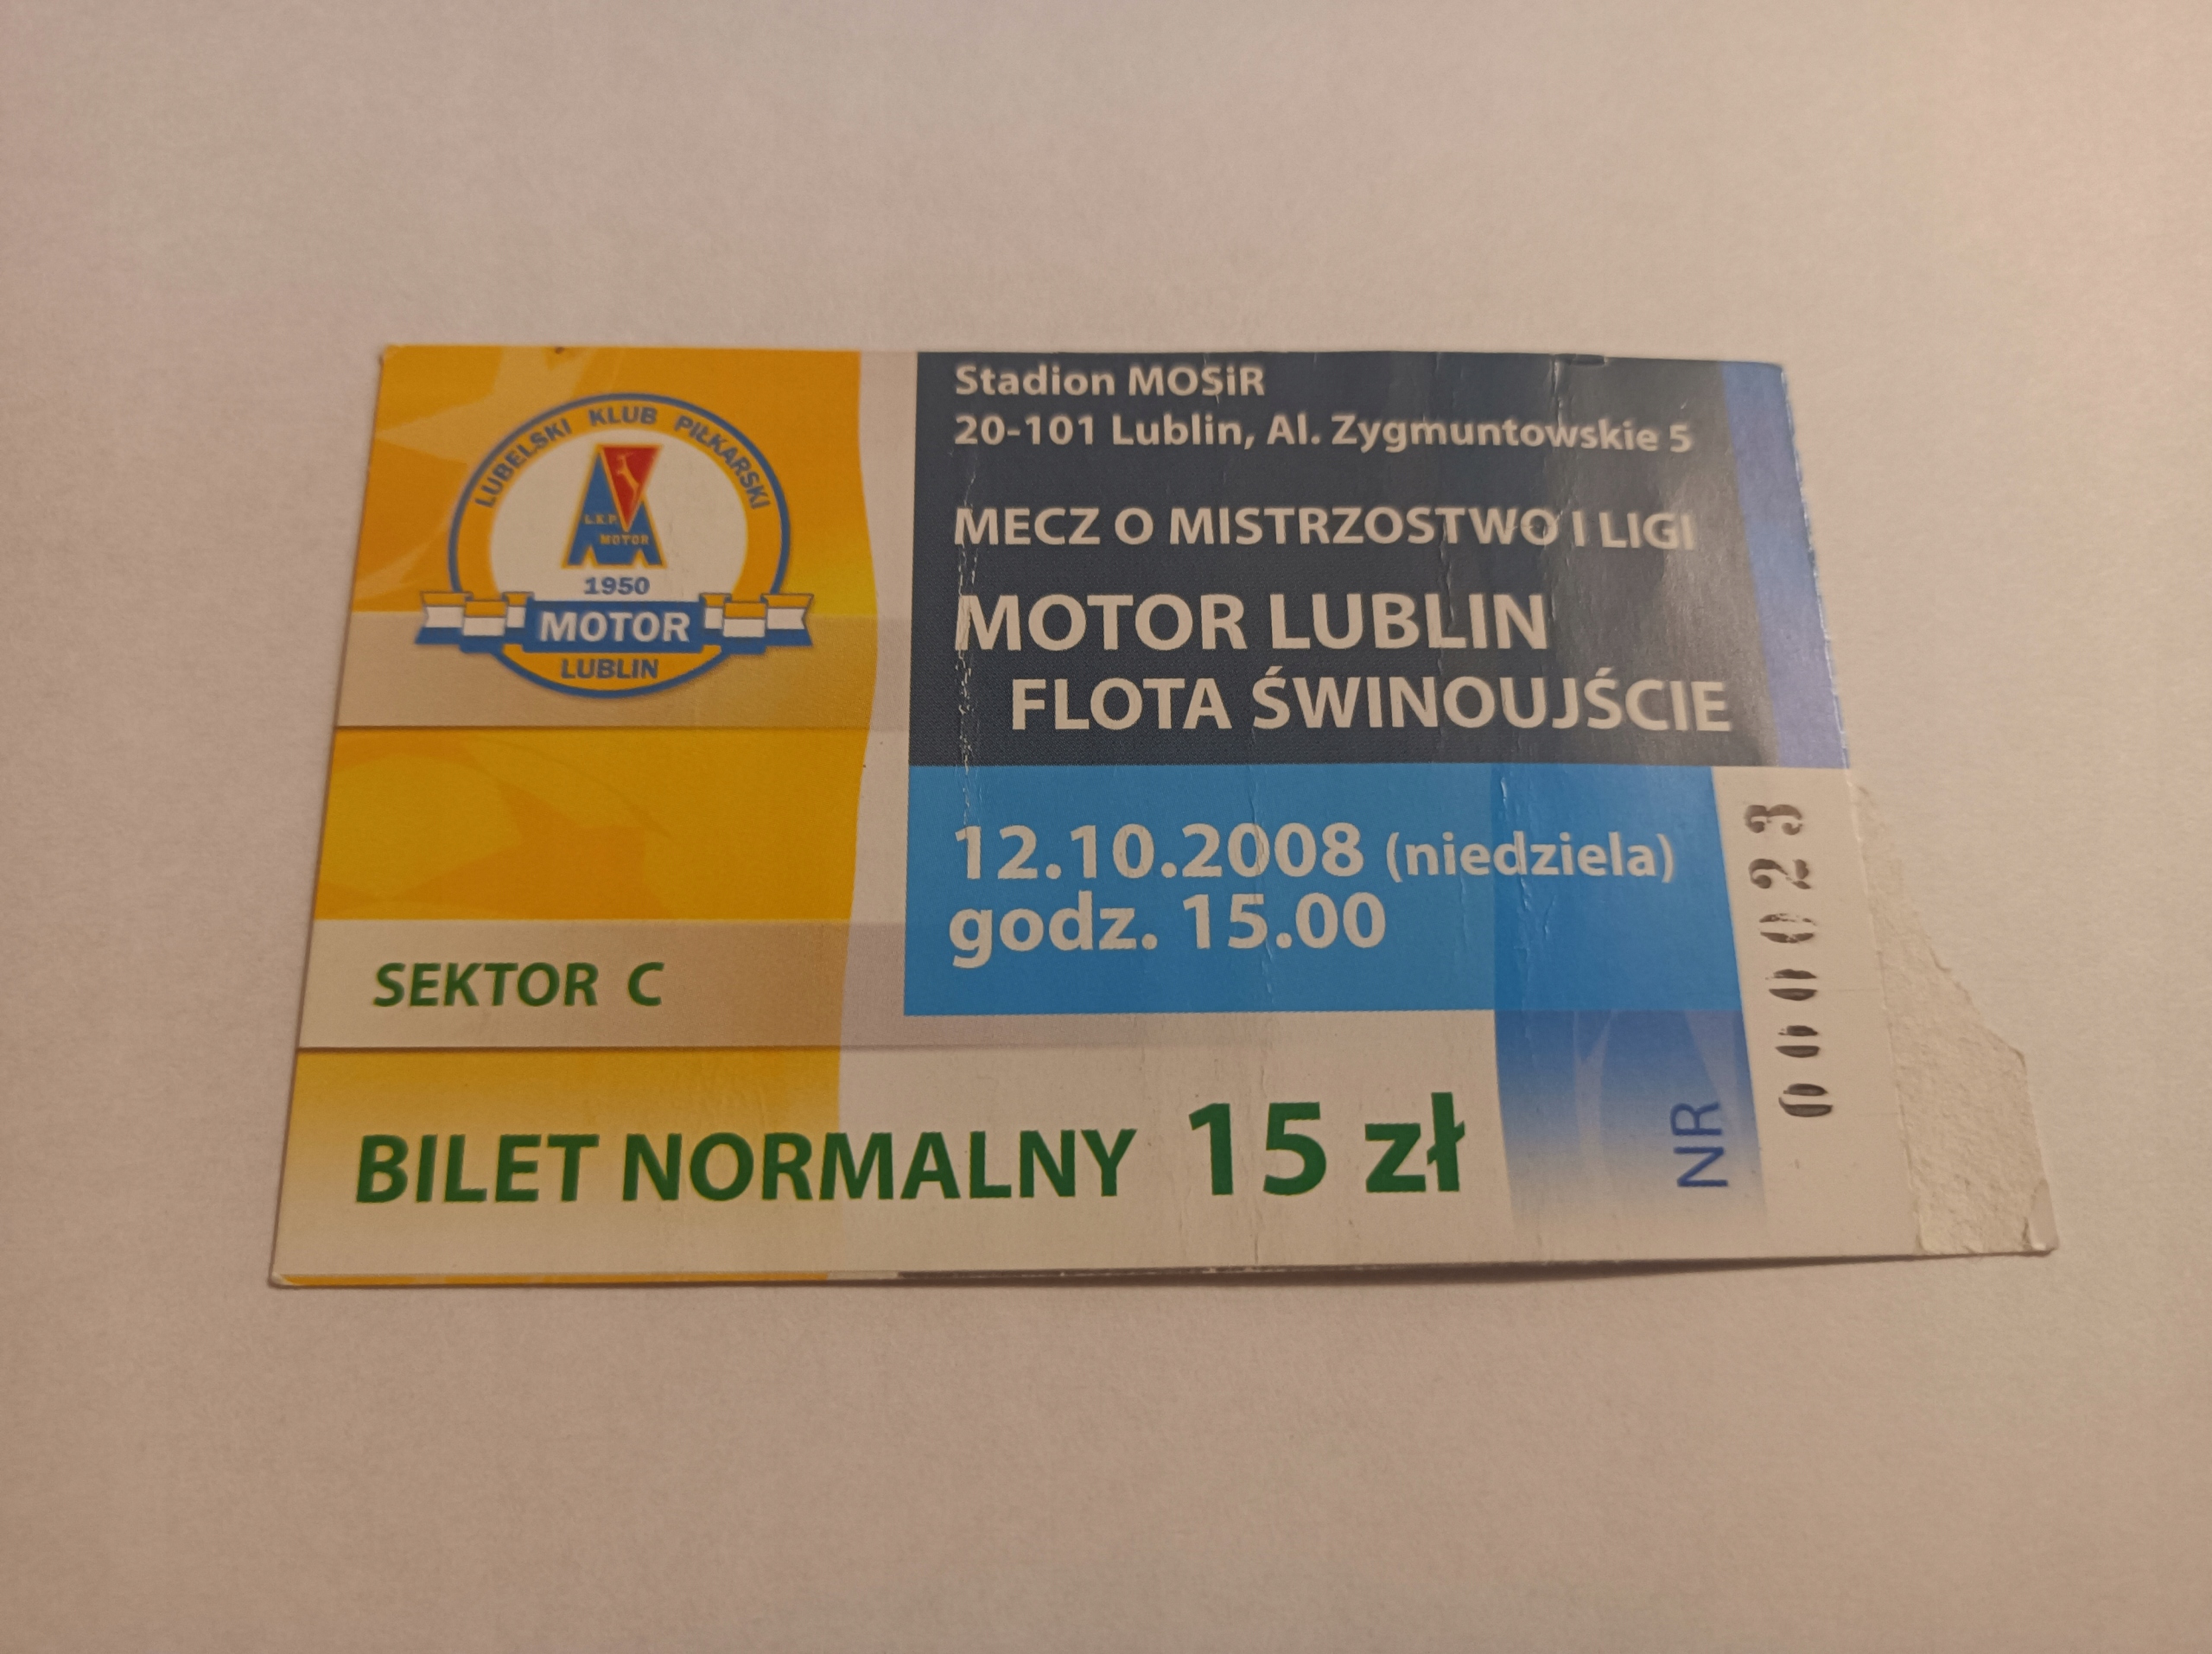 LUBELSKI KLUB PIŁKARSKI
L.K.P.
MOTOR
1950
MOTOR
LUBLIN
Stadion MOSiR
20-101 Lublin, Al. Zygmuntowskie 5
MECZ O MISTRZOSTWO I LIGI
MOTOR LUBLIN
FLOTA ŚWINOUJŚCIE
12.10.2008 (niedziela)
godz. 15.00
SEKTOR C
BILET NORMALNY 15 zł
NR 000023